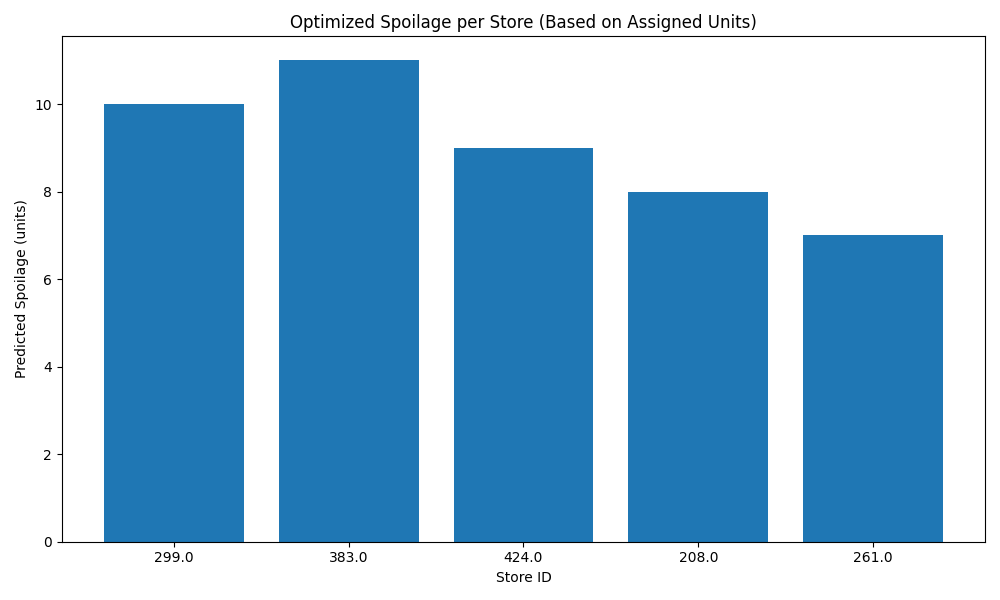 Optimized Spoilage per Store (Based on Assigned Units)
Predicted Spoilage (units)
10
8
6
4
2
0
299.0 383.0 424.0 208.0 261.0
Store ID